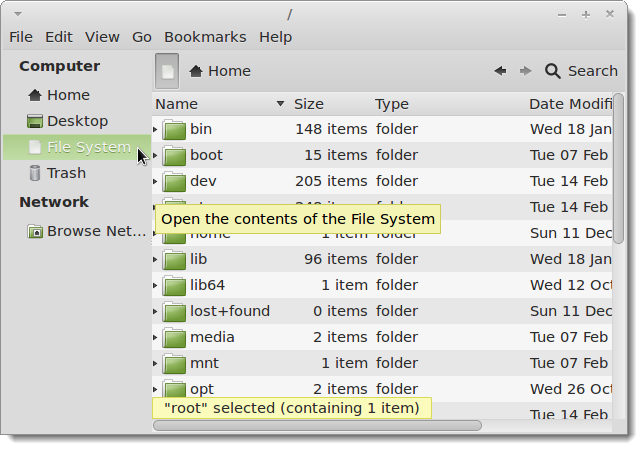 /
File Edit View Go Bookmarks Help
Computer
Home
Desktop
File System
Trash
Network
Browse Net...
Home Search
Name Size Type Date Modifi
bin 148 items folder Wed 18 Jan
boot 15 items folder Tue 07 Feb
dev 205 items folder Tue 14 Feb
Tue 14 Feb
Open the contents of the File System
home 1 item folder Sun 11 Dec
lib 96 items folder Wed 18 Jan
lib64 1 item folder Wed 12 Oct
lost+found 0 items folder Sun 11 Dec
media 2 items folder Tue 07 Feb
mnt 1 item folder Tue 07 Feb
opt 2 items folder Wed 26 Oct
"root" selected (containing 1 item)
Tue 14 Feb